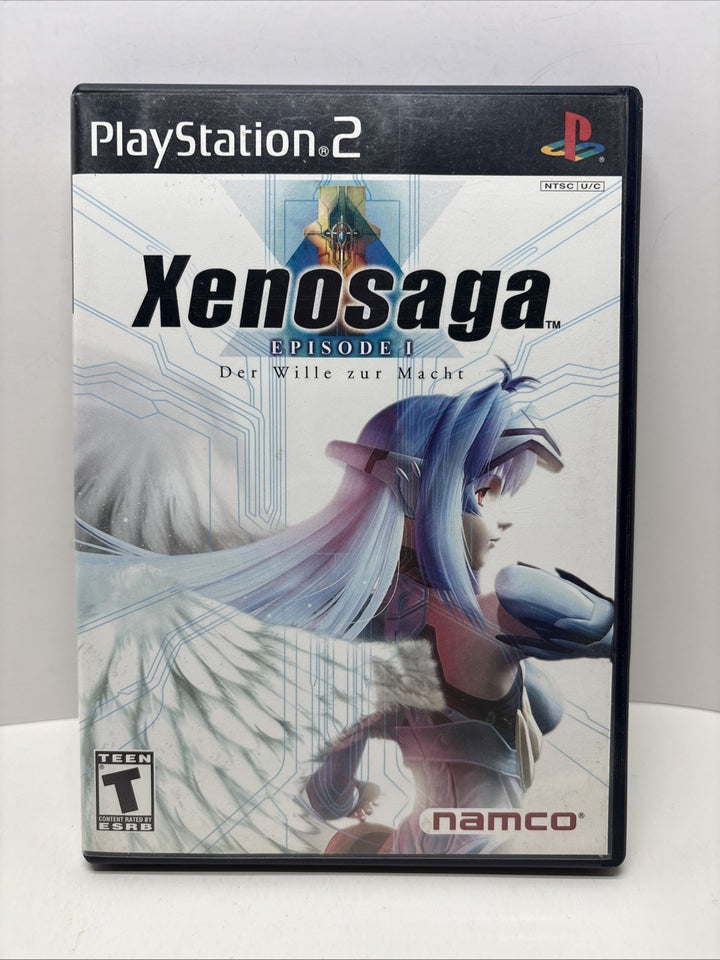 PlayStation®2
NTSC U/C
Xenosaga™
EPISODE I
Der Wille zur Macht
TEEN
T
®
CONTENT RATED BY
ESRB
namco®